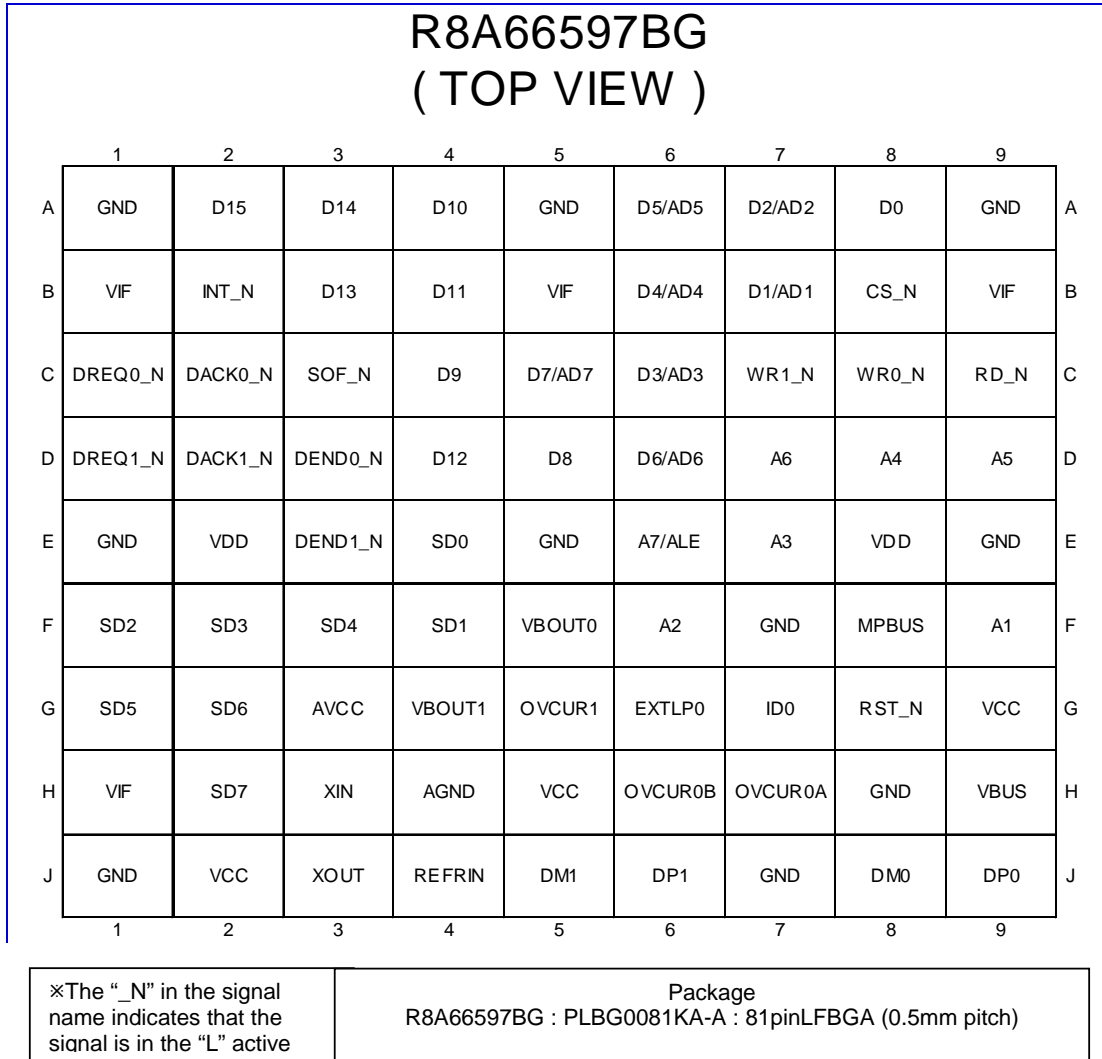 R8A66597BG
( TOP VIEW )
1 2 3 4 5 6 7 8 9
A GND D15 D14 D10 GND D5/AD5 D2/AD2 D0 GND A
B VIF INT_N D13 D11 VIF D4/AD4 D1/AD1 CS_N VIF B
C DREQ0_N DACK0_N SOF_N D9 D7/AD7 D3/AD3 WR1_N WR0_N RD_N C
D DREQ1_N DACK1_N DEND0_N D12 D8 D6/AD6 A6 A4 A5 D
E GND VDD DEND1_N SD0 GND A7/ALE A3 VDD GND E
F SD2 SD3 SD4 SD1 VBOUT0 A2 GND MPBUS A1 F
G SD5 SD6 AVCC VBOUT1 OVCUR1 EXTLP0 ID0 RST_N VCC G
H VIF SD7 XIN AGND VCC OVCUR0B OVCUR0A GND VBUS H
J GND VCC XOUT REFRIN DM1 DP1 GND DM0 DP0 J
1 2 3 4 5 6 7 8 9
※The “_N” in the signal
name indicates that the
signal is in the “L” active
Package
R8A66597BG : PLBG0081KA-A : 81pinLFBGA (0.5mm pitch)